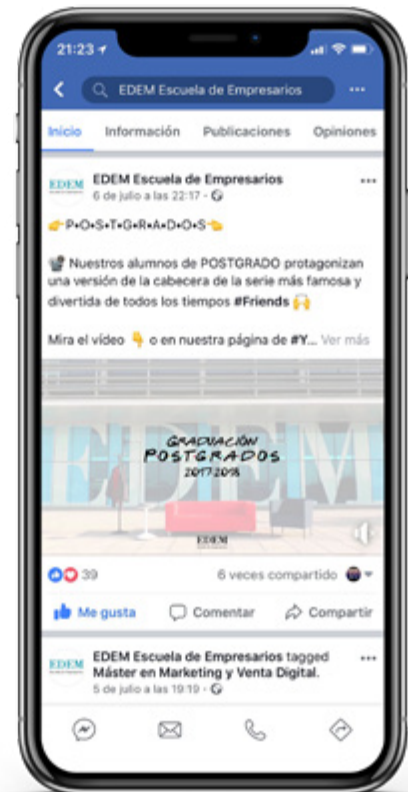 21:23
EDEM Escuela de Empresarios
Inicio Información Publicaciones Opiniones
EDEM
EDEM Escuela de Empresarios
6 de julio a las 22:17 ·
👉P•O•S•T•G•R•A•D•O•S👈
📽 Nuestros alumnos de POSTGRADO protagonizan
una versión de la cabecera de la serie más famosa y
divertida de todos los tiempos #Friends 🙌
Mira el vídeo 👇 o en nuestra página de #Y... Ver más
EDEM
GRADUACIÓN
POSTGRADOS
2017·2018
EDEM
39 6 veces compartido
Me gusta Comentar Compartir
EDEM
EDEM Escuela de Empresarios tagged
Máster en Marketing y Venta Digital.
5 de julio a las 19:19 ·